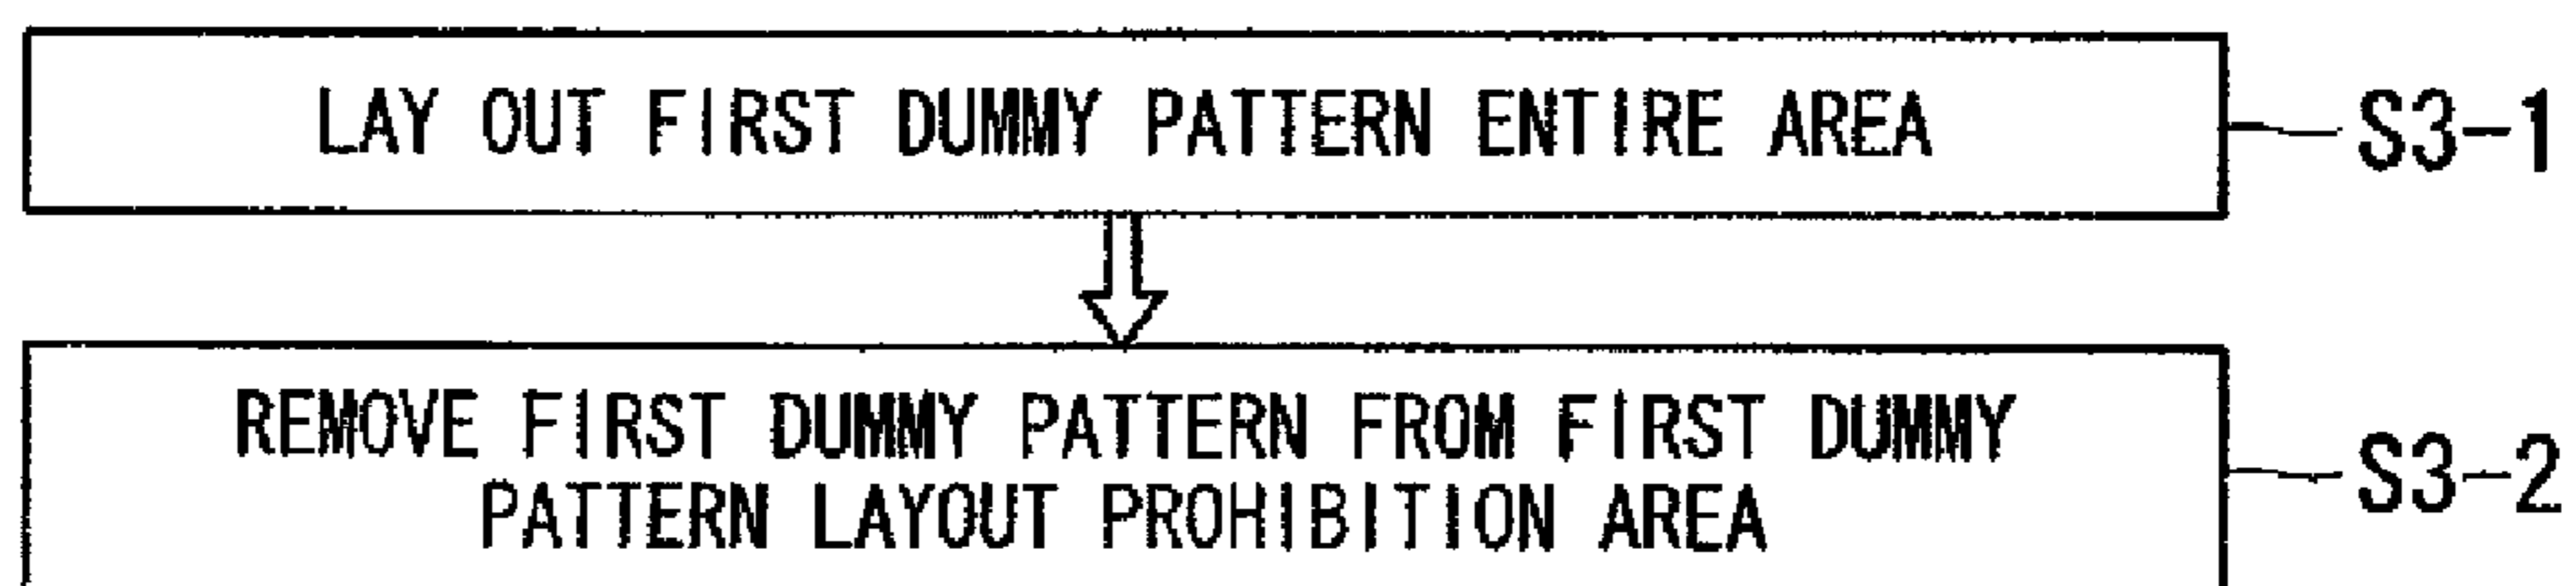 LAY OUT FIRST DUMMY PATTERN ENTIRE AREA
S3-1
REMOVE FIRST DUMMY PATTERN FROM FIRST DUMMY
PATTERN LAYOUT PROHIBITION AREA
S3-2